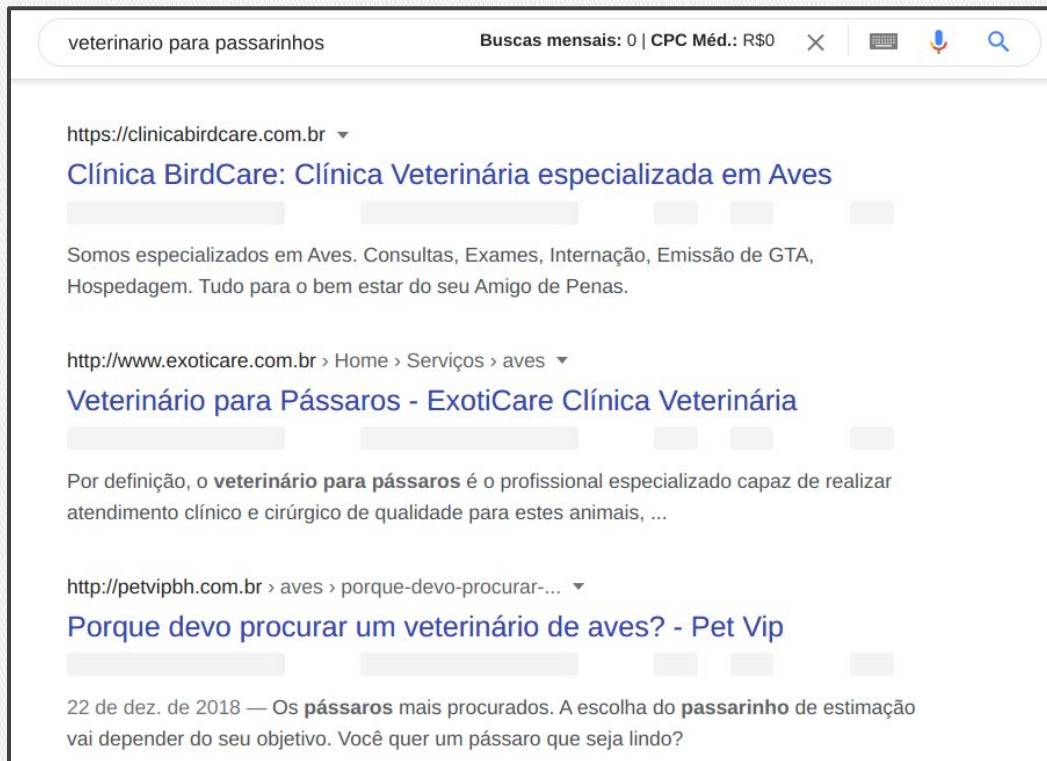 veterinario para passarinhos Buscas mensais: 0 | CPC Méd.: R$0
https://clinicabirdcare.com.br
Clínica BirdCare: Clínica Veterinária especializada em Aves
Somos especializados em Aves. Consultas, Exames, Internação, Emissão de GTA,
Hospedagem. Tudo para o bem estar do seu Amigo de Penas.
http://www.exoticare.com.br › Home › Serviços › aves
Veterinário para Pássaros - ExotiCare Clínica Veterinária
Por definição, o veterinário para pássaros é o profissional especializado capaz de realizar
atendimento clínico e cirúrgico de qualidade para estes animais, ...
http://petvipbh.com.br › aves › porque-devo-procurar-...
Porque devo procurar um veterinário de aves? - Pet Vip
22 de dez. de 2018 — Os pássaros mais procurados. A escolha do passarinho de estimação
vai depender do seu objetivo. Você quer um pássaro que seja lindo?